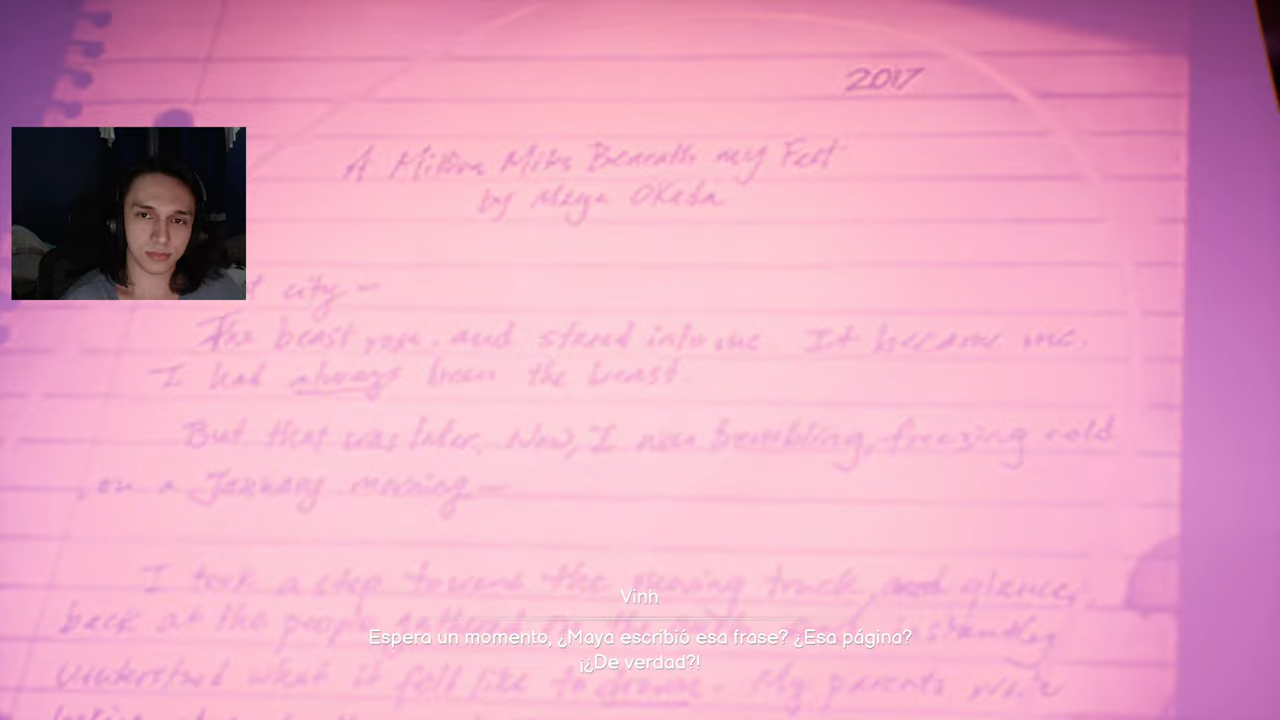 2017
A Million Miles Beneath my Feet
by Maya Okada
city —
The beast rose and stared into me. It became me.
I had always been the beast.
But that was later. Now, I was trembling, freezing cold
on a January morning —
I took a step toward the moving truck, and glanced
back at the people gathered on the
understand what it felt like to My parents were
Vinh
Espera un momento, ¿Maya escribió esa frase? ¿Esa página?
¡¿De verdad?!